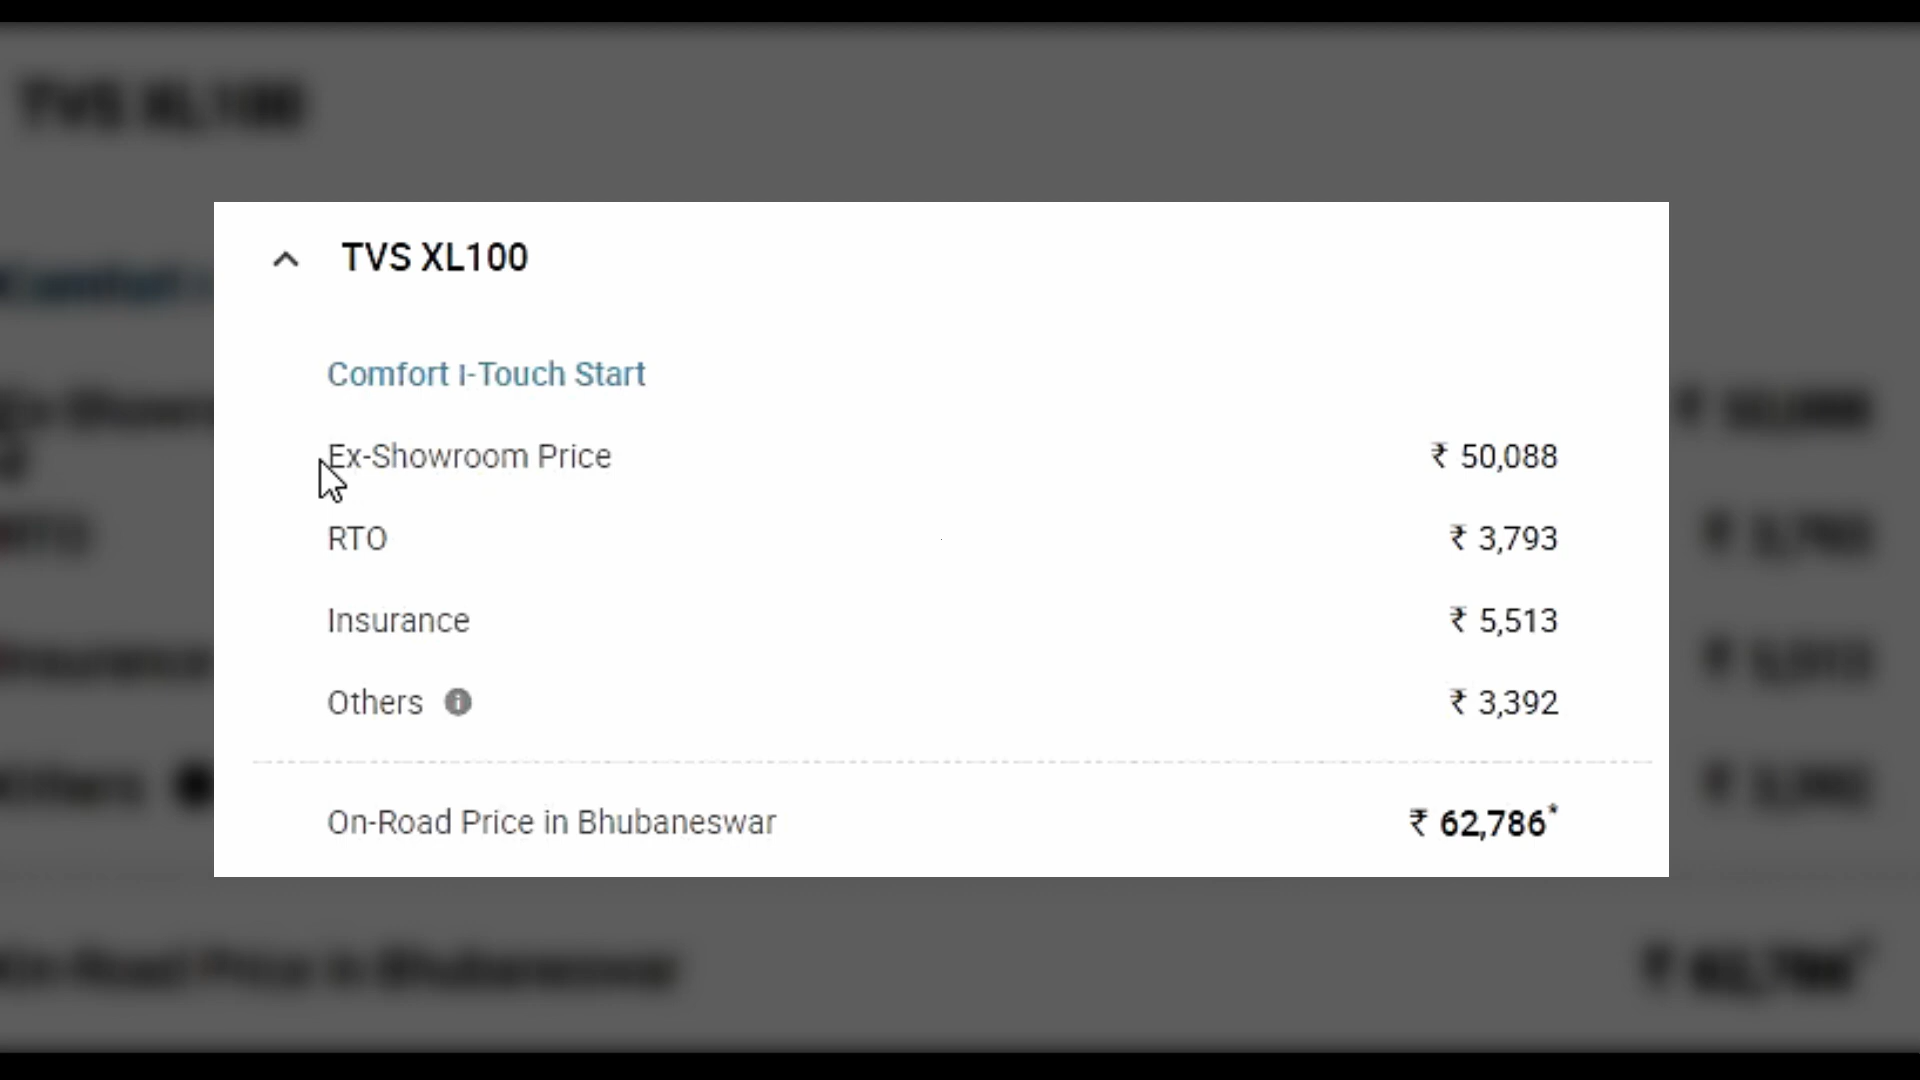 TVS XL100
Comfort I-Touch Start
Ex-Showroom Price ₹ 50,088
RTO ₹ 3,793
Insurance ₹ 5,513
Others ₹ 3,392
On-Road Price in Bhubaneswar ₹ 62,786*